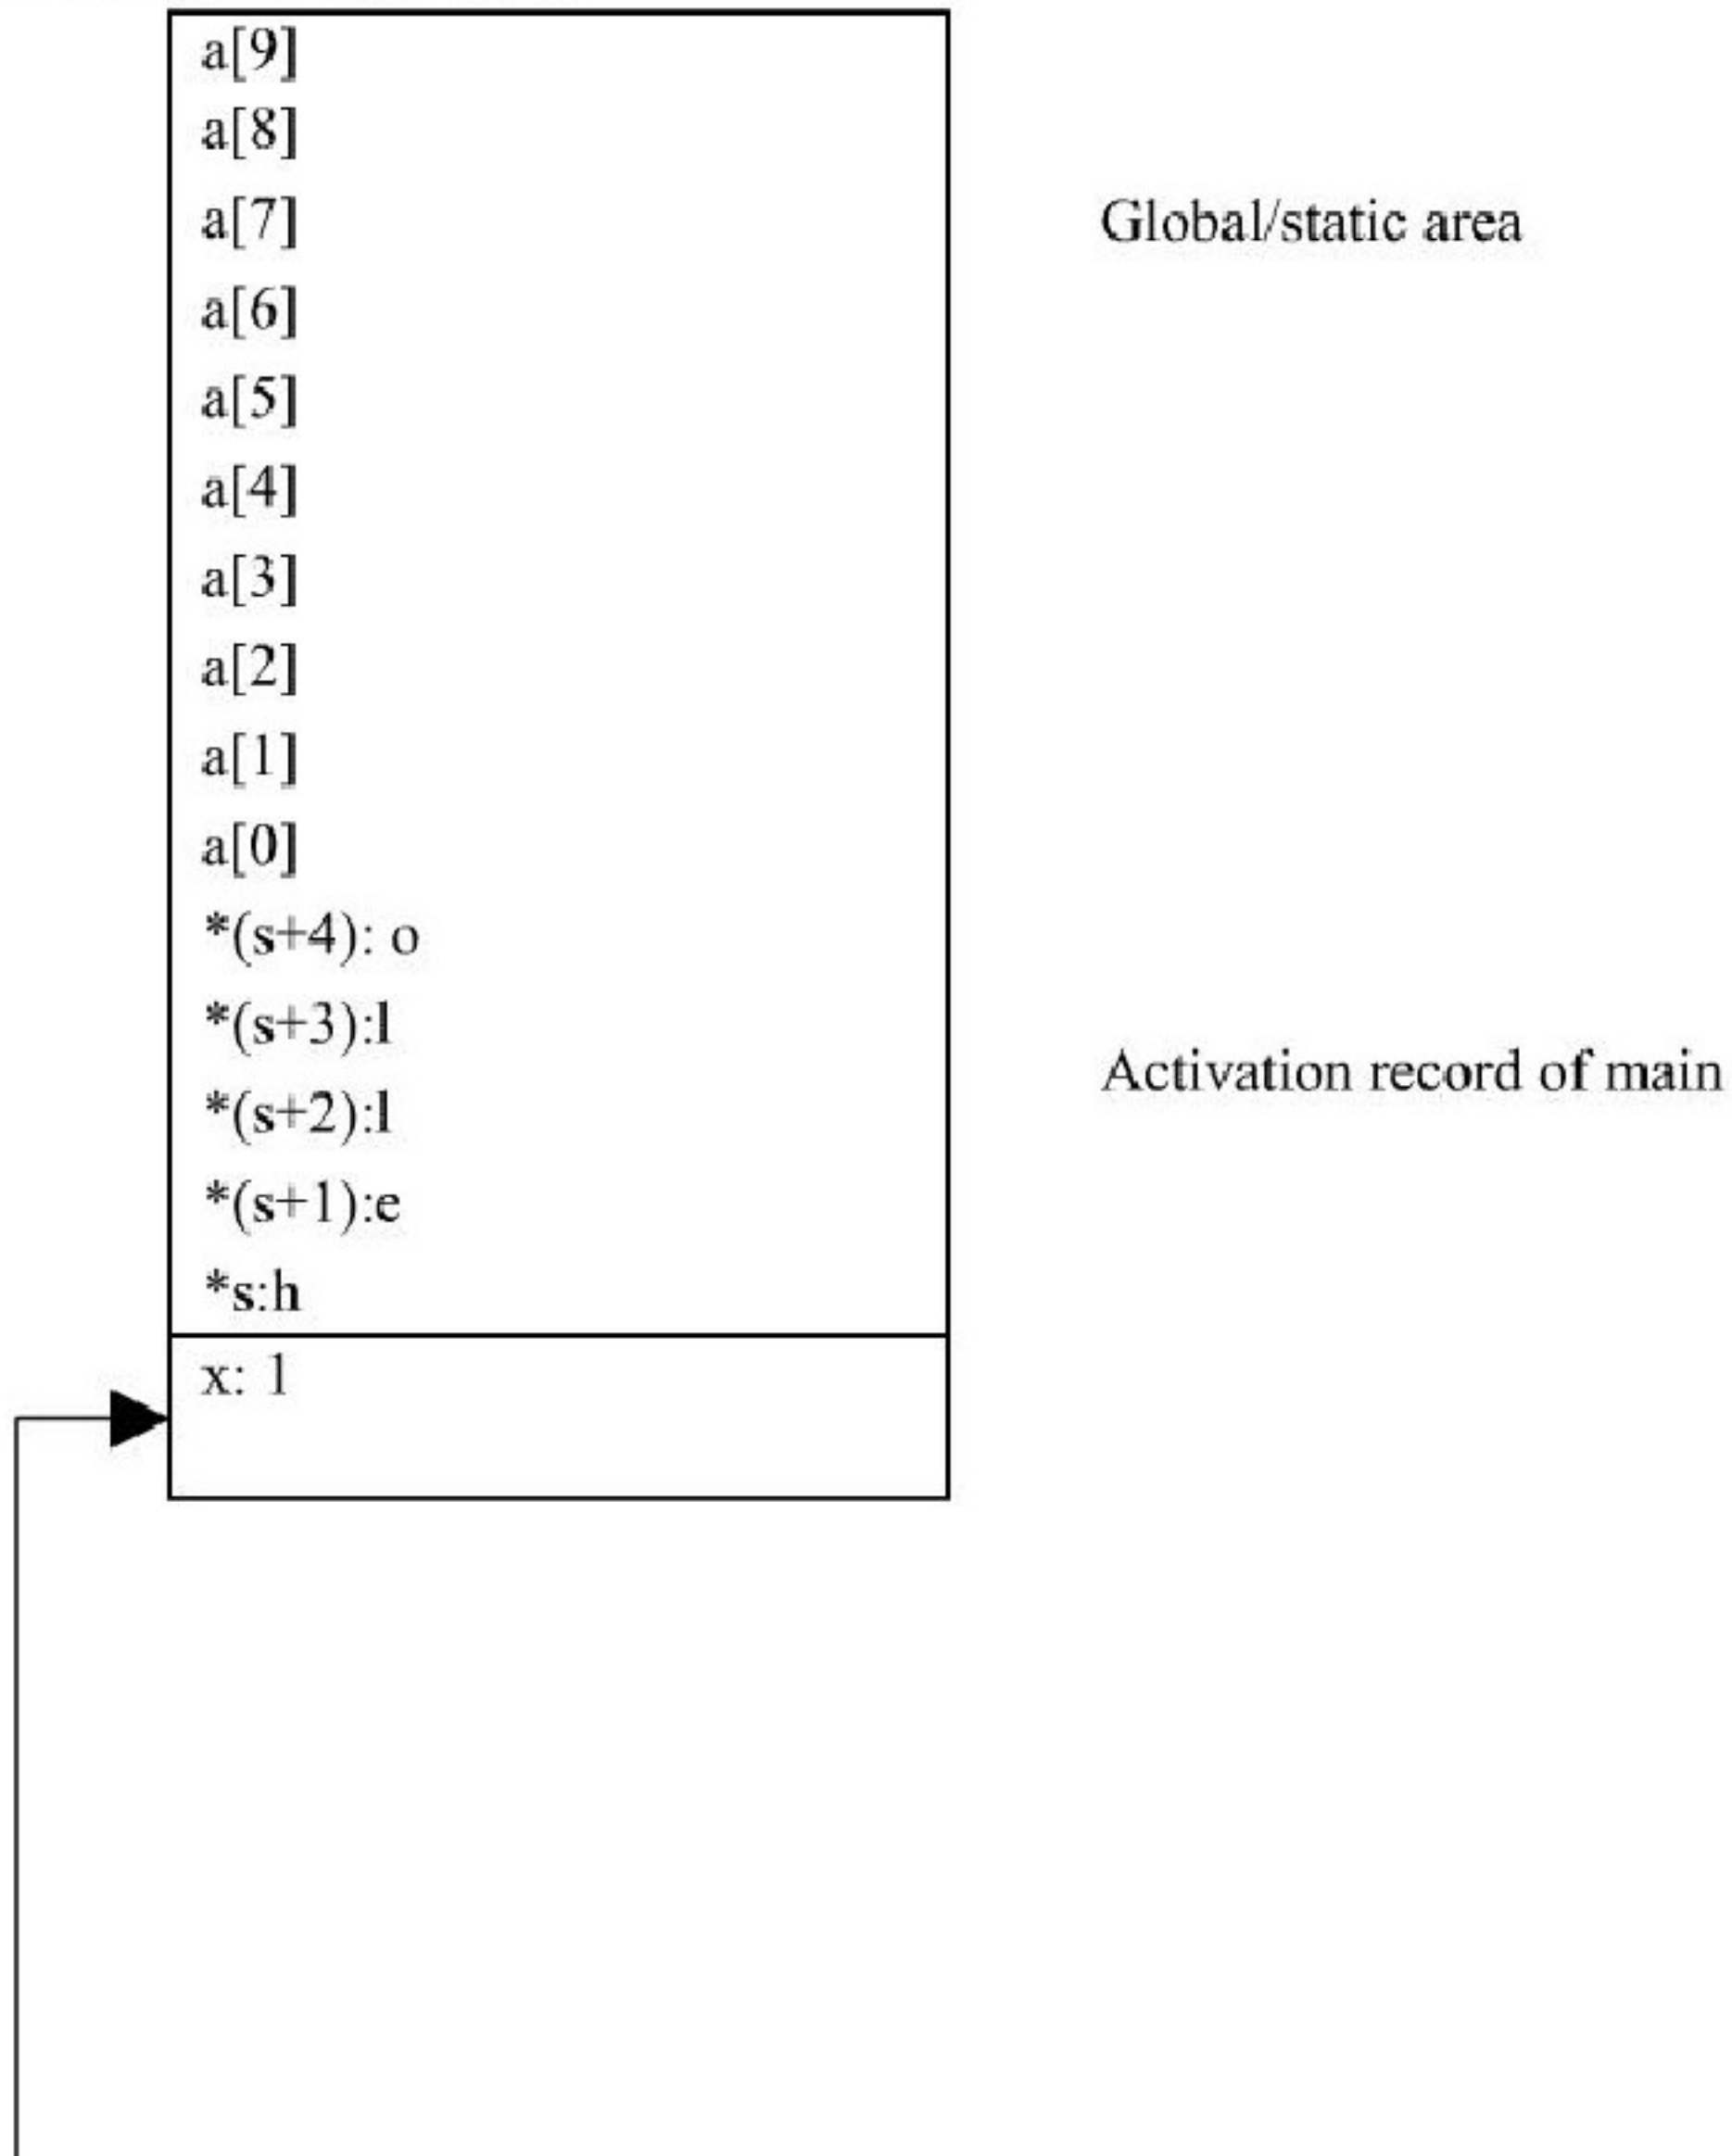 a[9]
a[8]
a[7]
Global/static area
a[6]
a[5]
a[4]
a[3]
a[2]
a[1]
a[0]
*(s+4): o
*(s+3):l
*(s+2):l
Activation record of main
*(s+1):e
*s:h
x: 1